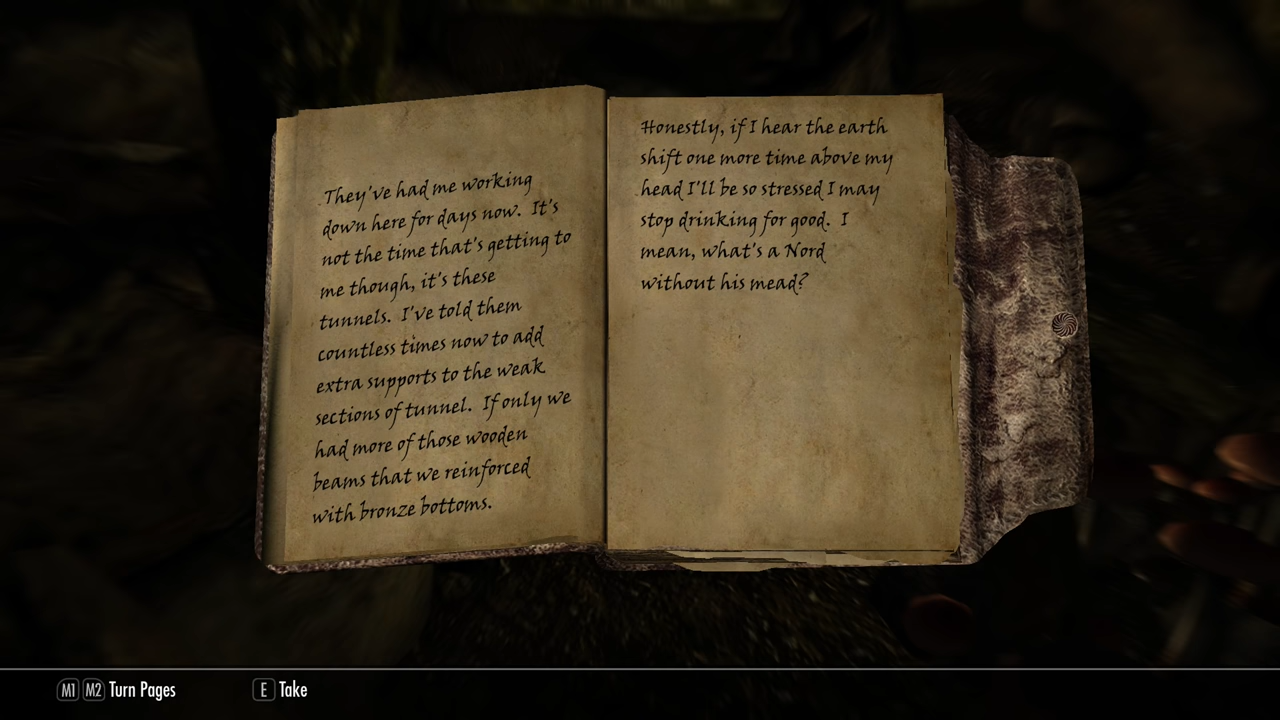 They've had me working
down here for days now.  It's
not the time that's getting to
me though, it's these
tunnels.  I've told them
countless times now to add
extra supports to the weak
sections of tunnel.  If only we
had more of those wooden
beams that we reinforced
with bronze bottoms.
Honestly, if I hear the earth
shift one more time above my
head I'll be so stressed I may
stop drinking for good.  I
mean, what's a Nord
without his mead?
M1 M2 Turn Pages
E Take